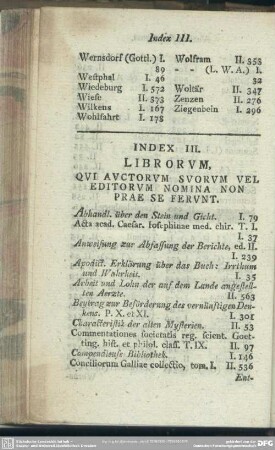 Index III.
Wernsdorf (Gottl.) I. 89
Westphal I. 46
Wiedeburg I. 572
Wiese II. 373
Wilkens I. 167
Wohlfahrt I. 178
Wolfram II. 353
- - (L. W. A.) I. 32
Woltär II. 347
Zenzen II. 276
Ziegenbein I. 296
INDEX III.
LIBRORVM,
QVI AVCTORVM SVORVM VEL
EDITORVM NOMINA NON
PRAE SE FERVNT.
Abhandl. über den Stein und Gicht. I. 79
Acta acad. Caesar. Josephinae med. chir. T. I.
I. 37
Anweisung zur Abfassung der Berichte, ed. II.
I. 239
Apodict. Erklärung über das Buch: Irrthum
und Wahrheit. I. 35
Arbeit und Lohn der auf dem Lande angestell-
ten Aerzte. II. 563
Beytrag zur Beförderung des vernünftigen Den-
kens. P. X. et XI. I. 301
Characteristik der alten Mysterien. II. 53
Commentationes societatis reg. scient. Goet-
ting. hist. et philol. class. T. IX. II. 97
Compendieuse Bibliothek. I. 146
Conciliorum Galliae collectio, tom. I. II. 536
Ent-